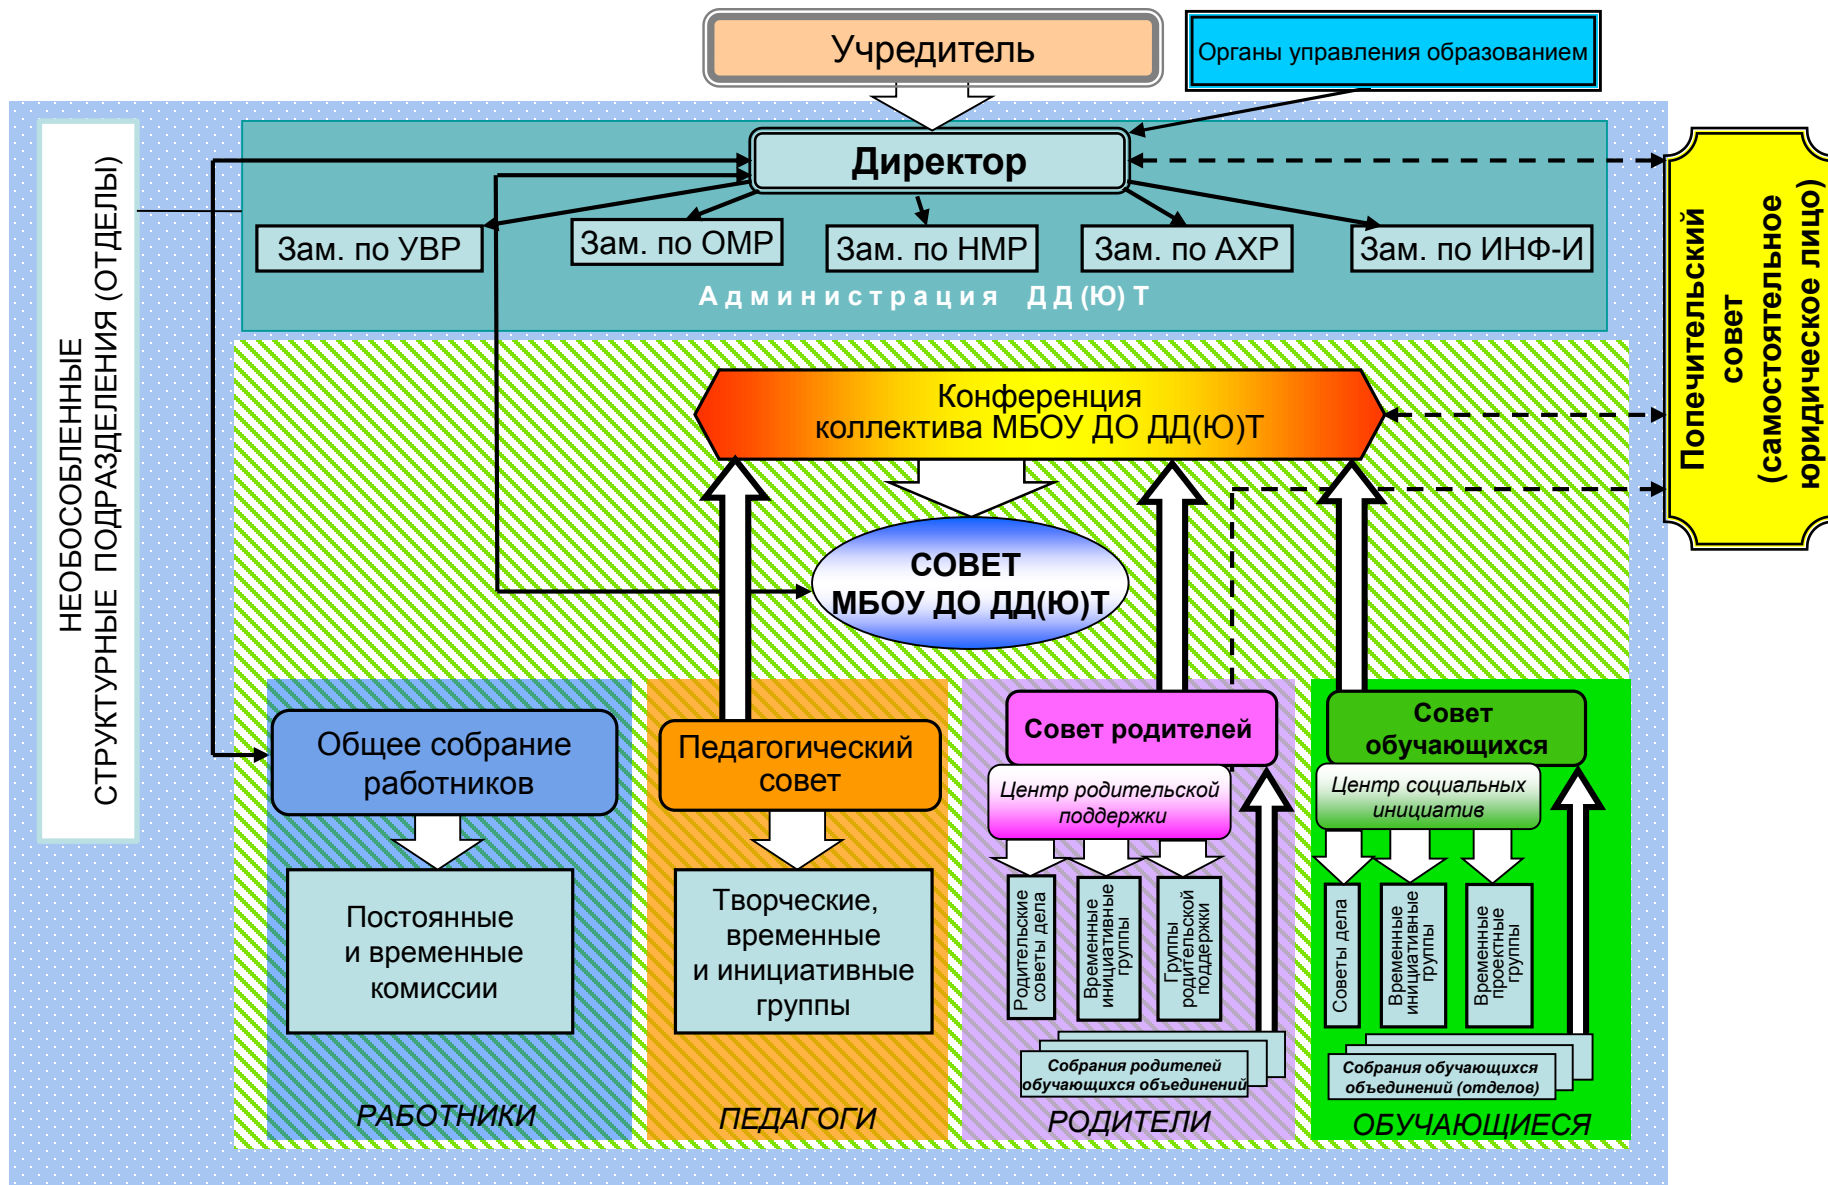 Учредитель
Органы управления образованием
НЕОБОСОБЛЕННЫЕ
СТРУКТУРНЫЕ ПОДРАЗДЕЛЕНИЯ (ОТДЕЛЫ)
Директор
Зам. по УВР
Зам. по ОМР
Зам. по НМР
Зам. по АХР
Зам. по ИНФ-И
Администрация ДД(Ю)Т
Попечительский
совет
(самостоятельное
юридическое лицо)
Конференция
коллектива МБОУ ДО ДД(Ю)Т
СОВЕТ
МБОУ ДО ДД(Ю)Т
Общее собрание
работников
Постоянные
и временные
комиссии
РАБОТНИКИ
Педагогический
совет
Творческие,
временные
и инициативные
группы
ПЕДАГОГИ
Совет родителей
Центр родительской
поддержки
Родительские
советы дела
Временные
инициативные
группы
Группы
родительской
поддержки
Собрания родителей
обучающихся объединений
РОДИТЕЛИ
Совет
обучающихся
Центр социальных
инициатив
Советы дела
Временные
инициативные
группы
Временные
проектные
группы
Собрания обучающихся
объединений (отделов)
ОБУЧАЮЩИЕСЯ